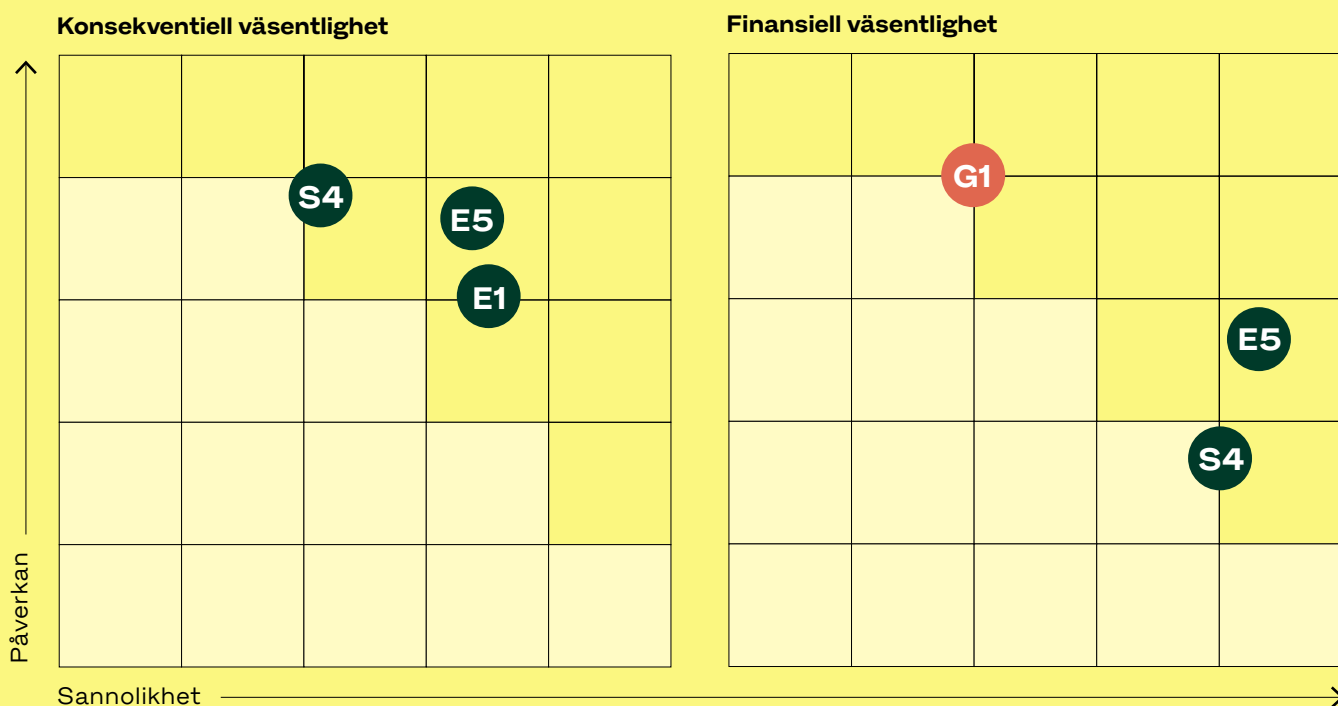 Konsekventiell väsentlighet
S4
E5
E1
Finansiell väsentlighet
G1
E5
S4
Påverkan
Sannolikhet